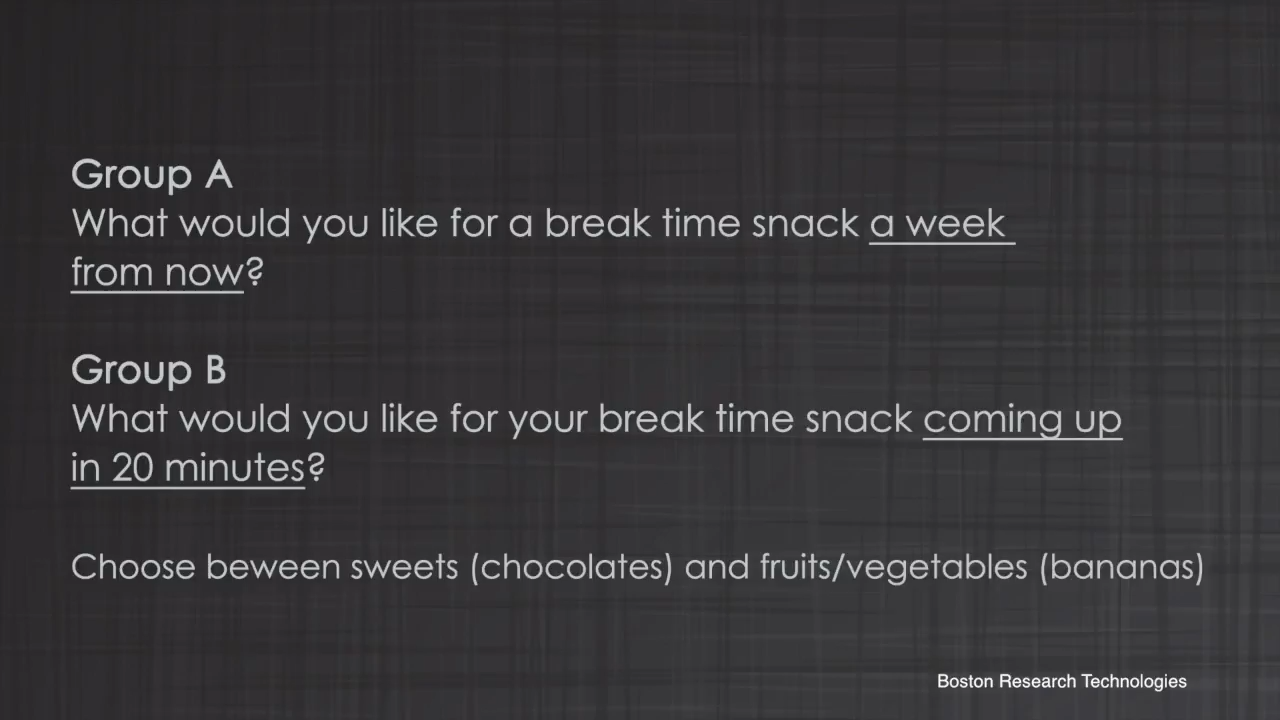 Group A
What would you like for a break time snack a week
from now?
Group B
What would you like for your break time snack coming up
in 20 minutes?
Choose beween sweets (chocolates) and fruits/vegetables (bananas)
Boston Research Technologies